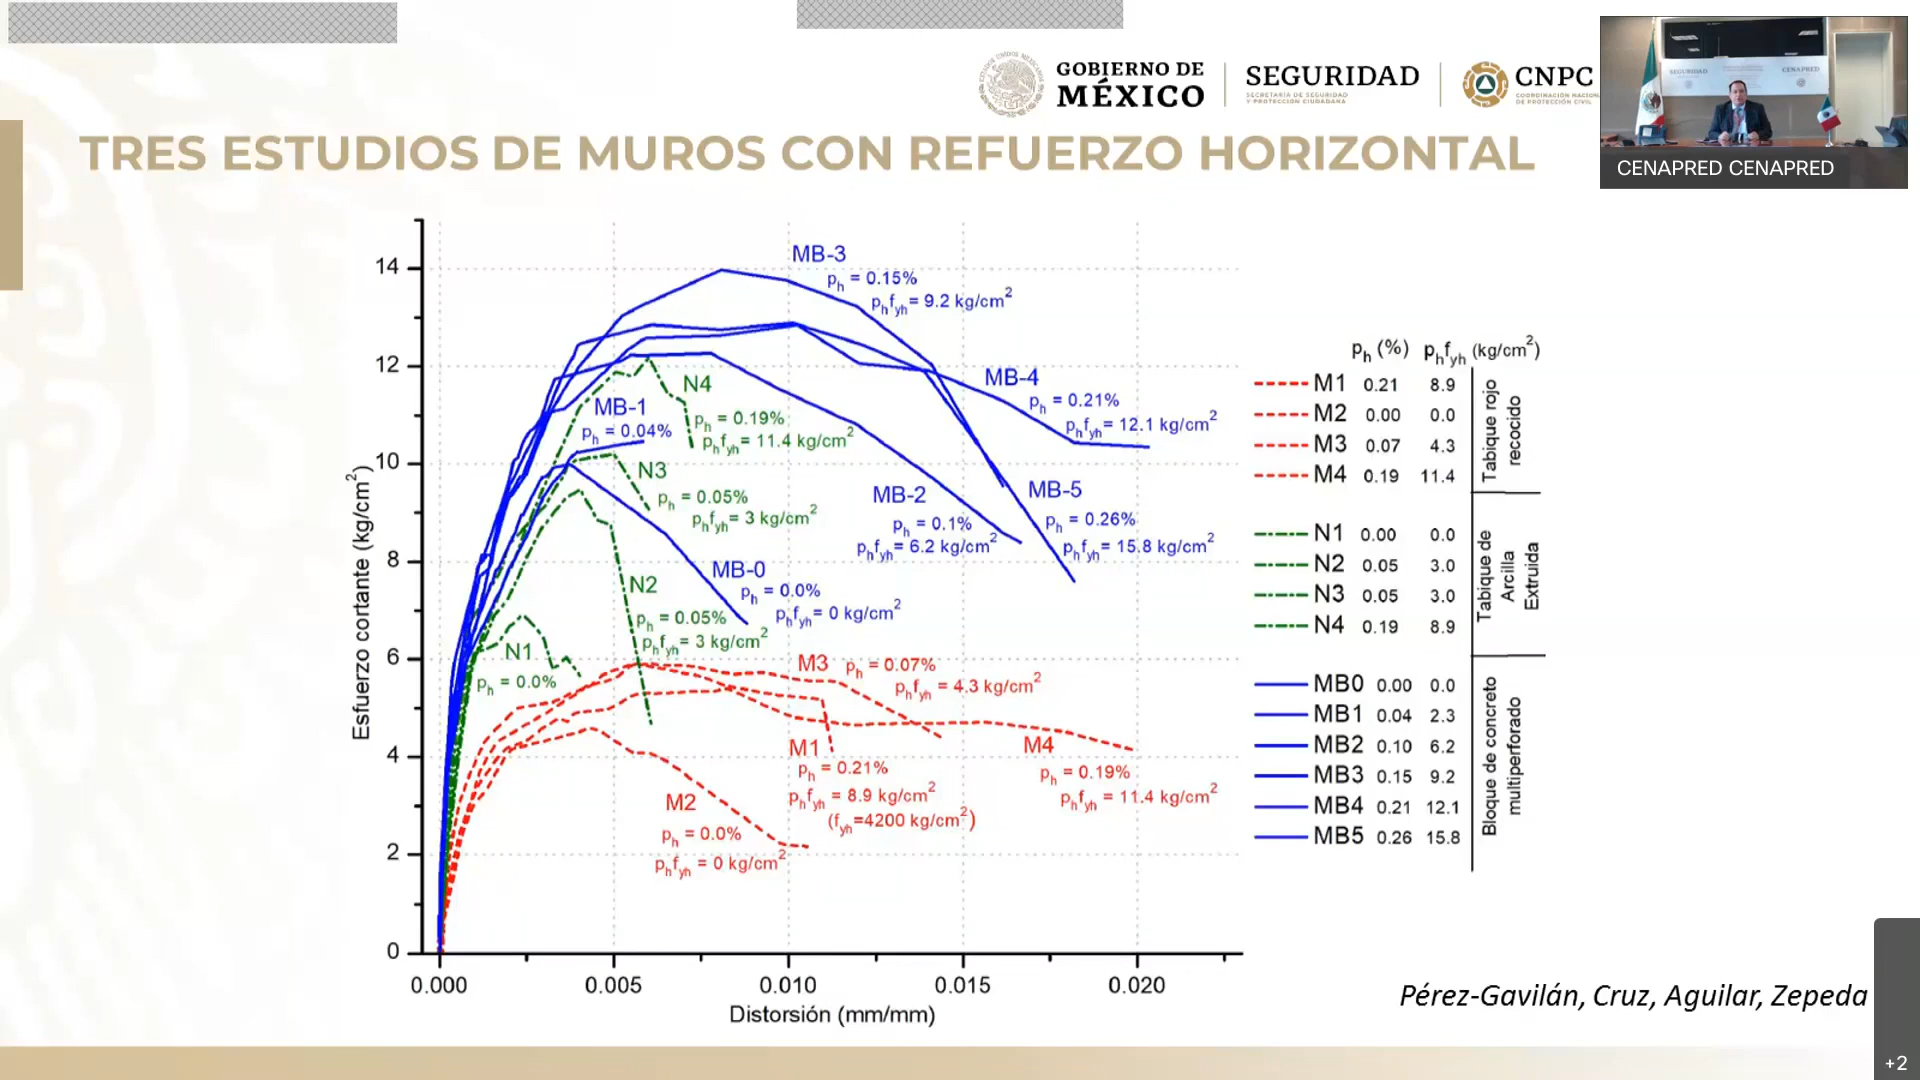 GOBIERNO DE
MÉXICO
SEGURIDAD
SECRETARÍA DE SEGURIDAD
Y PROTECCIÓN CIUDADANA
CNPC
COORDINACIÓN NACION
DE PROTECCIÓN CIVIL
SEGURIDAD
CENAPRED
CENAPRED CENAPRED
TRES ESTUDIOS DE MUROS CON REFUERZO HORIZONTAL
Esfuerzo cortante (kg/cm2)
14
12
10
8
6
4
2
0
0.000
0.005
0.010
0.015
0.020
Distorsión (mm/mm)
MB-3
ph = 0.15%
phfyh= 9.2 kg/cm2
MB-4
ph = 0.21%
phfyh= 12.1 kg/cm2
N4
ph = 0.19%
phfyh= 11.4 kg/cm2
MB-1
ph = 0.04%
N3
ph = 0.05%
phfyh= 3 kg/cm2
MB-2
ph = 0.1%
phfyh= 6.2 kg/cm2
MB-5
ph = 0.26%
phfyh= 15.8 kg/cm2
MB-0
ph = 0.0%
phfyh= 0 kg/cm2
N2
ph = 0.05%
phfyh= 3 kg/cm2
N1
ph = 0.0%
M3 ph = 0.07%
phfyh = 4.3 kg/cm2
M1
ph = 0.21%
phfyh = 8.9 kg/cm2
(fyh=4200 kg/cm2)
M4
ph = 0.19%
phfyh = 11.4 kg/cm2
M2
ph = 0.0%
phfyh = 0 kg/cm2
ph (%) phfyh (kg/cm2)
M1 0.21 8.9
M2 0.00 0.0
M3 0.07 4.3
M4 0.19 11.4
Tabique rojo
recocido
N1 0.00 0.0
N2 0.05 3.0
N3 0.05 3.0
N4 0.19 8.9
Tabique de
Arcilla
Extruida
MB0 0.00 0.0
MB1 0.04 2.3
MB2 0.10 6.2
MB3 0.15 9.2
MB4 0.21 12.1
MB5 0.26 15.8
Bloque de concreto
multiperforado
Pérez-Gavilán, Cruz, Aguilar, Zepeda
+2